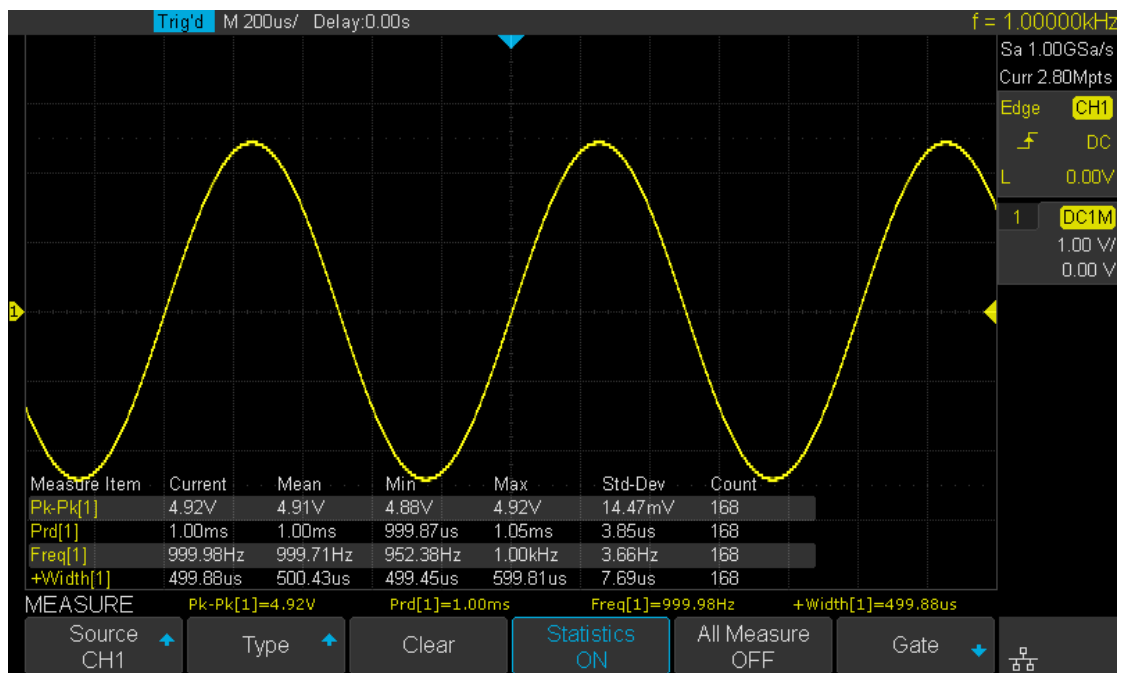 Trig'd M 200us/ Delay:0.00s f = 1.00000kHz
Sa 1.00GSa/s
Curr 2.80Mpts
Edge CH1
DC
L 0.00V
1 DC1M
1.00 V/
0.00 V
1
Measure Item Current Mean Min Max Std-Dev Count
Pk-Pk[1] 4.92V 4.91V 4.88V 4.92V 14.47mV 168
Prd[1] 1.00ms 1.00ms 999.87us 1.05ms 3.85us 168
Freq[1] 999.98Hz 999.71Hz 952.38Hz 1.00kHz 3.66Hz 168
+Width[1] 499.88us 500.43us 499.45us 599.81us 7.69us 168
MEASURE Pk-Pk[1]=4.92V Prd[1]=1.00ms Freq[1]=999.98Hz +Width[1]=499.88us
Source Type Clear Statistics All Measure Gate
CH1 ON OFF